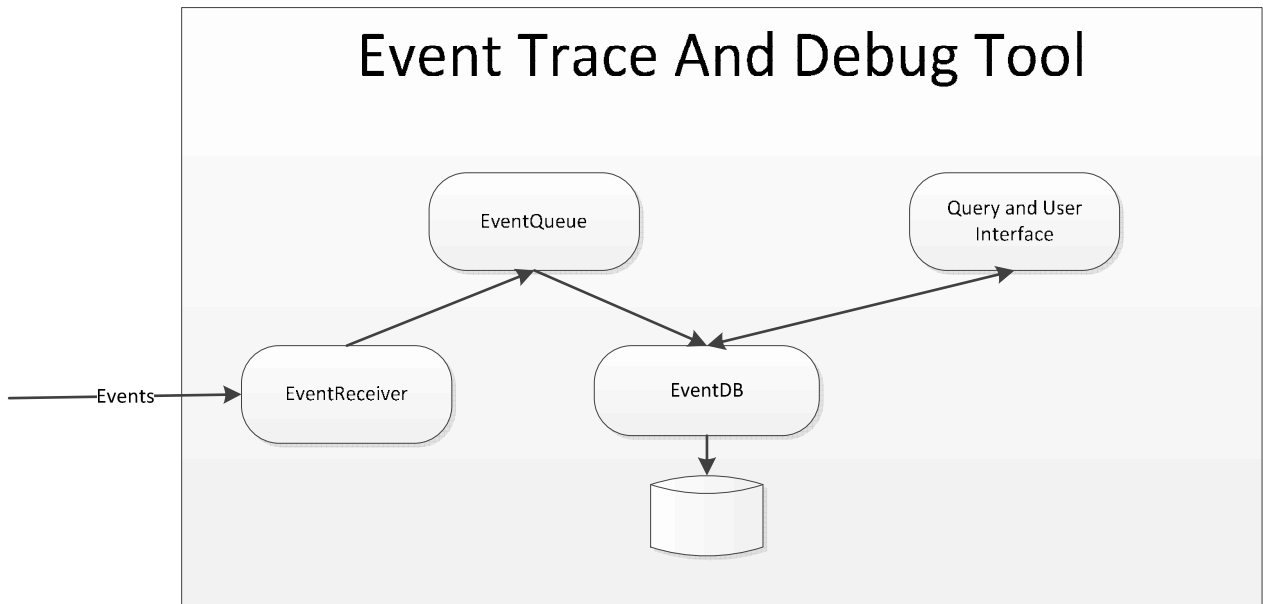 Event Trace And Debug Tool
EventQueue
Query and User
Interface
Events
EventReceiver
EventDB